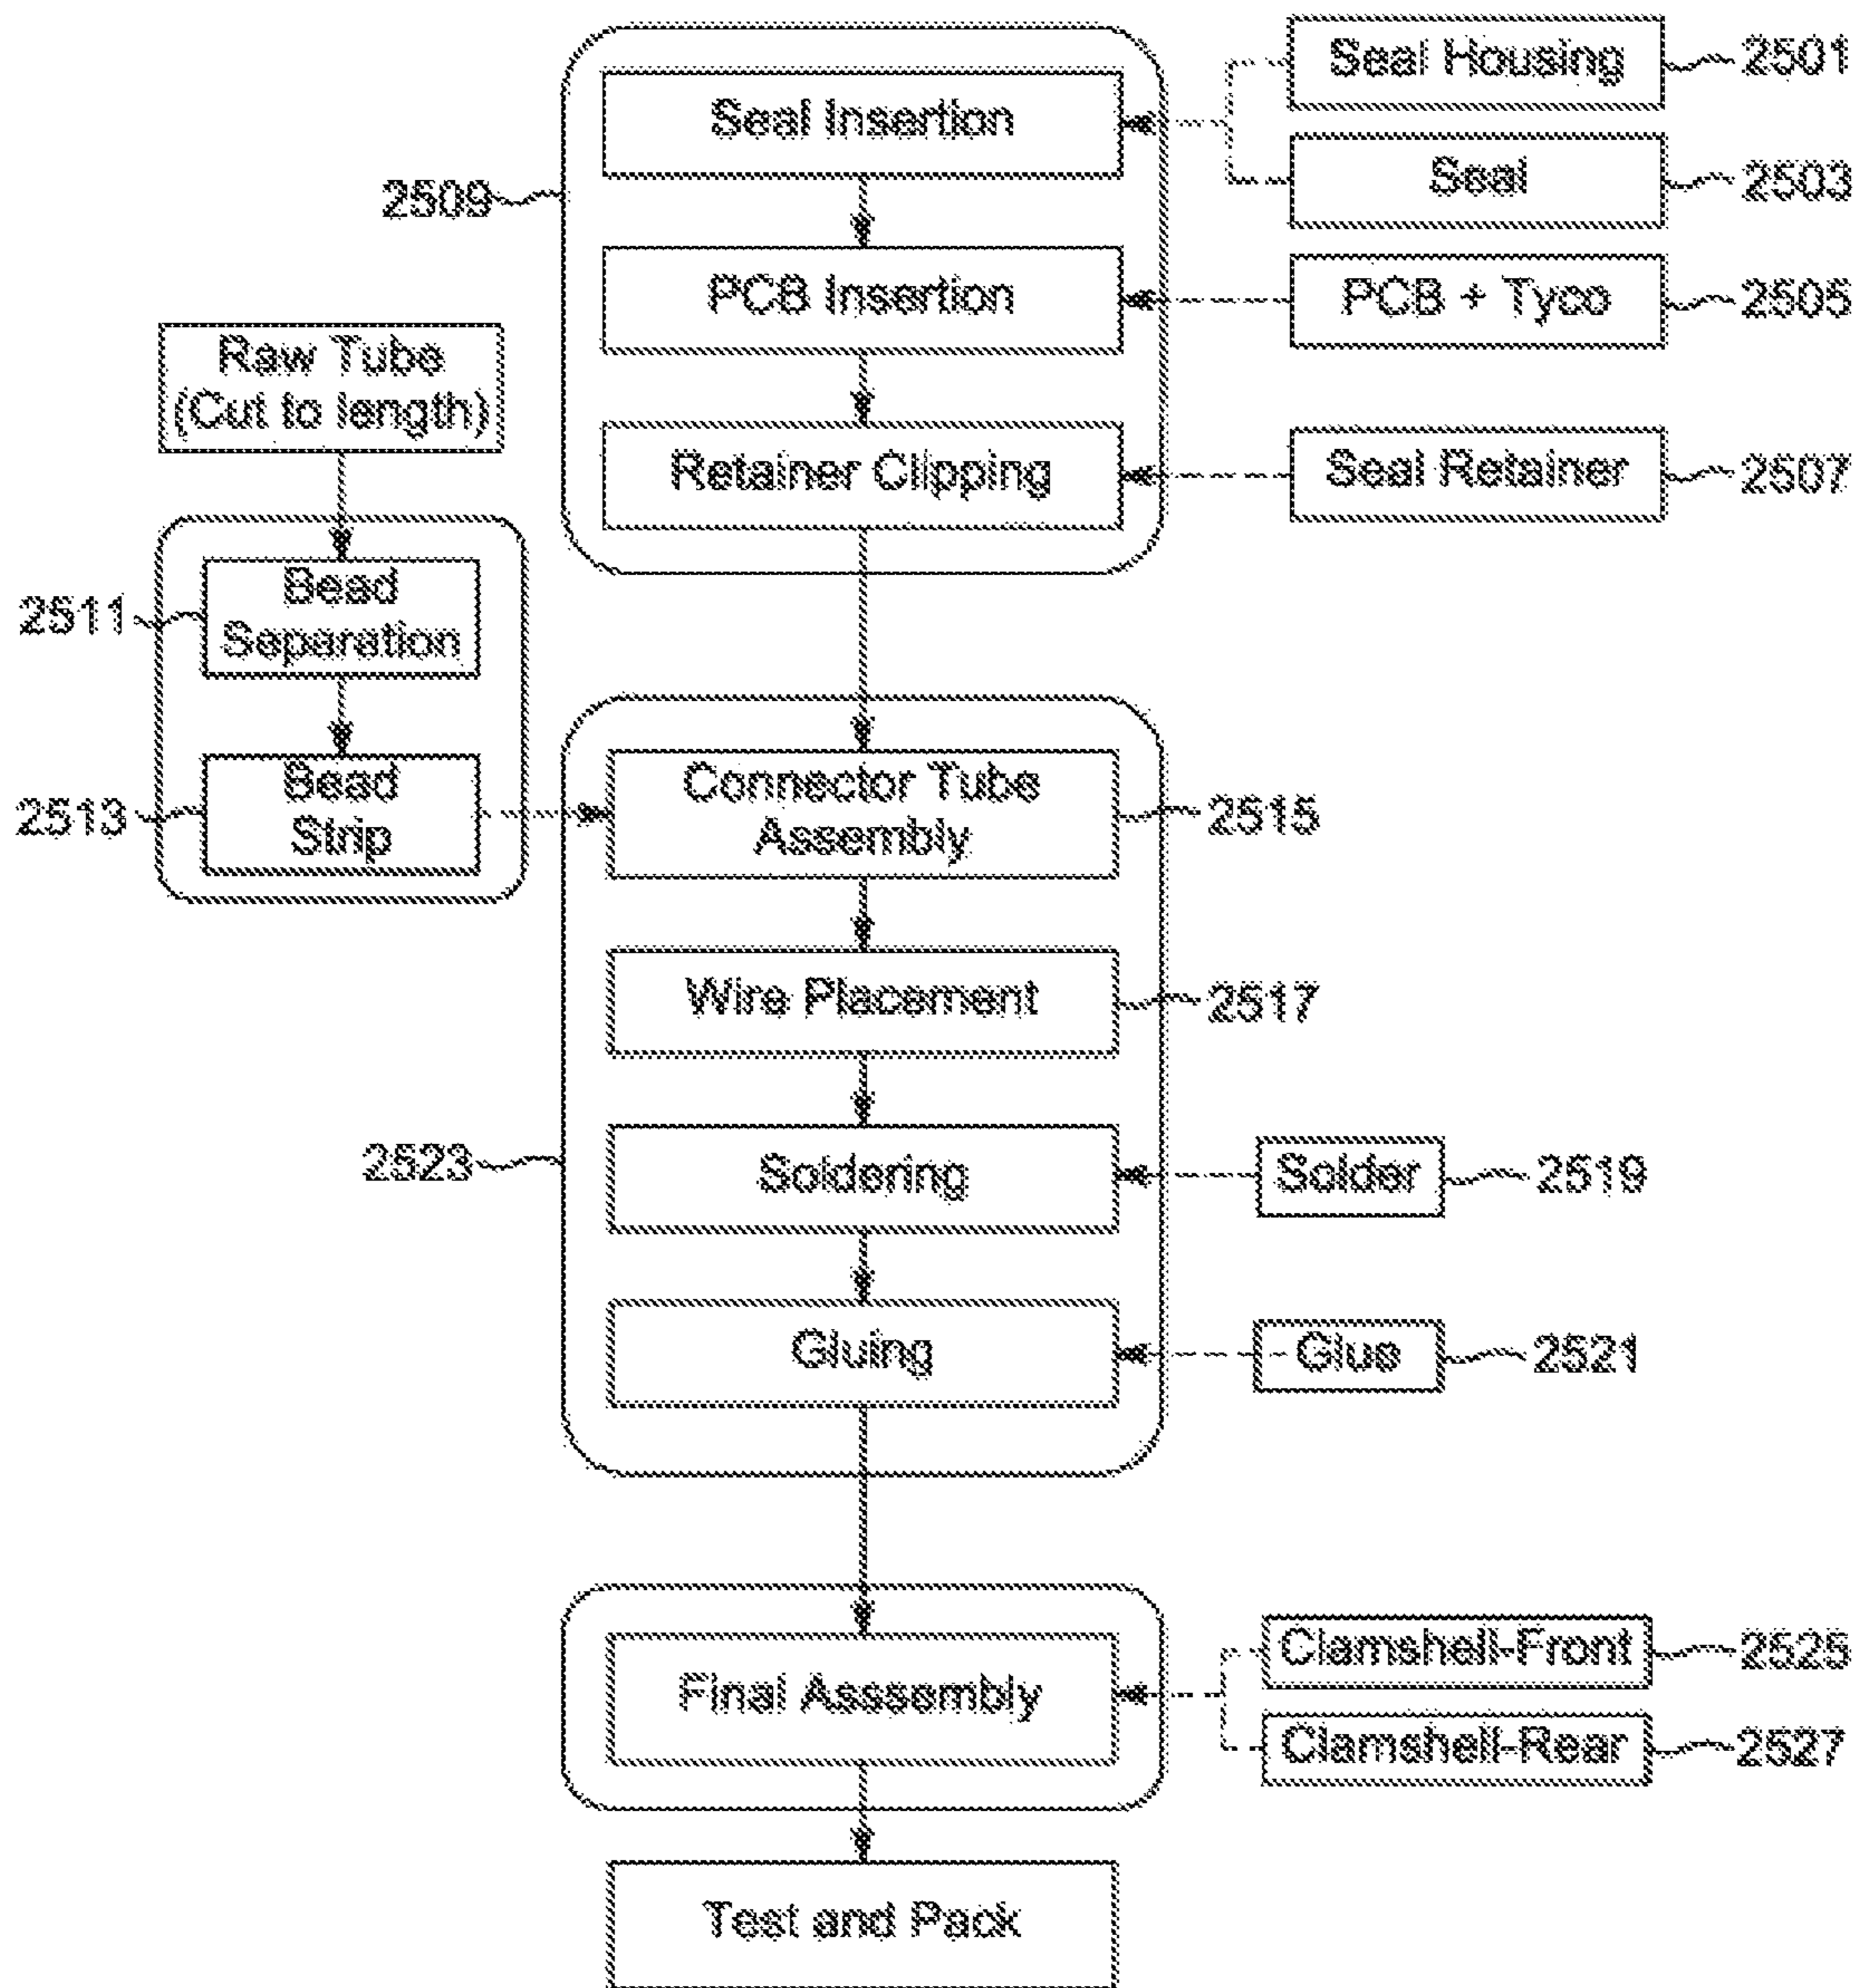 Seal Housing 2501
Seal Insertion
Seal 2503
2509
PCB Insertion
PCB + Tyco 2505
Raw Tube
(Cut to length)
Retainer Clipping
Seal Retainer 2507
2511
Bead
Separation
2513
Bead
Strip
Connector Tube
Assembly
2515
Wire Placement 2517
2523
Soldering
Solder 2519
Gluing
Glue 2521
Final Asssembly
Clamshell-Front 2525
Clamshell-Rear 2527
Test and Pack